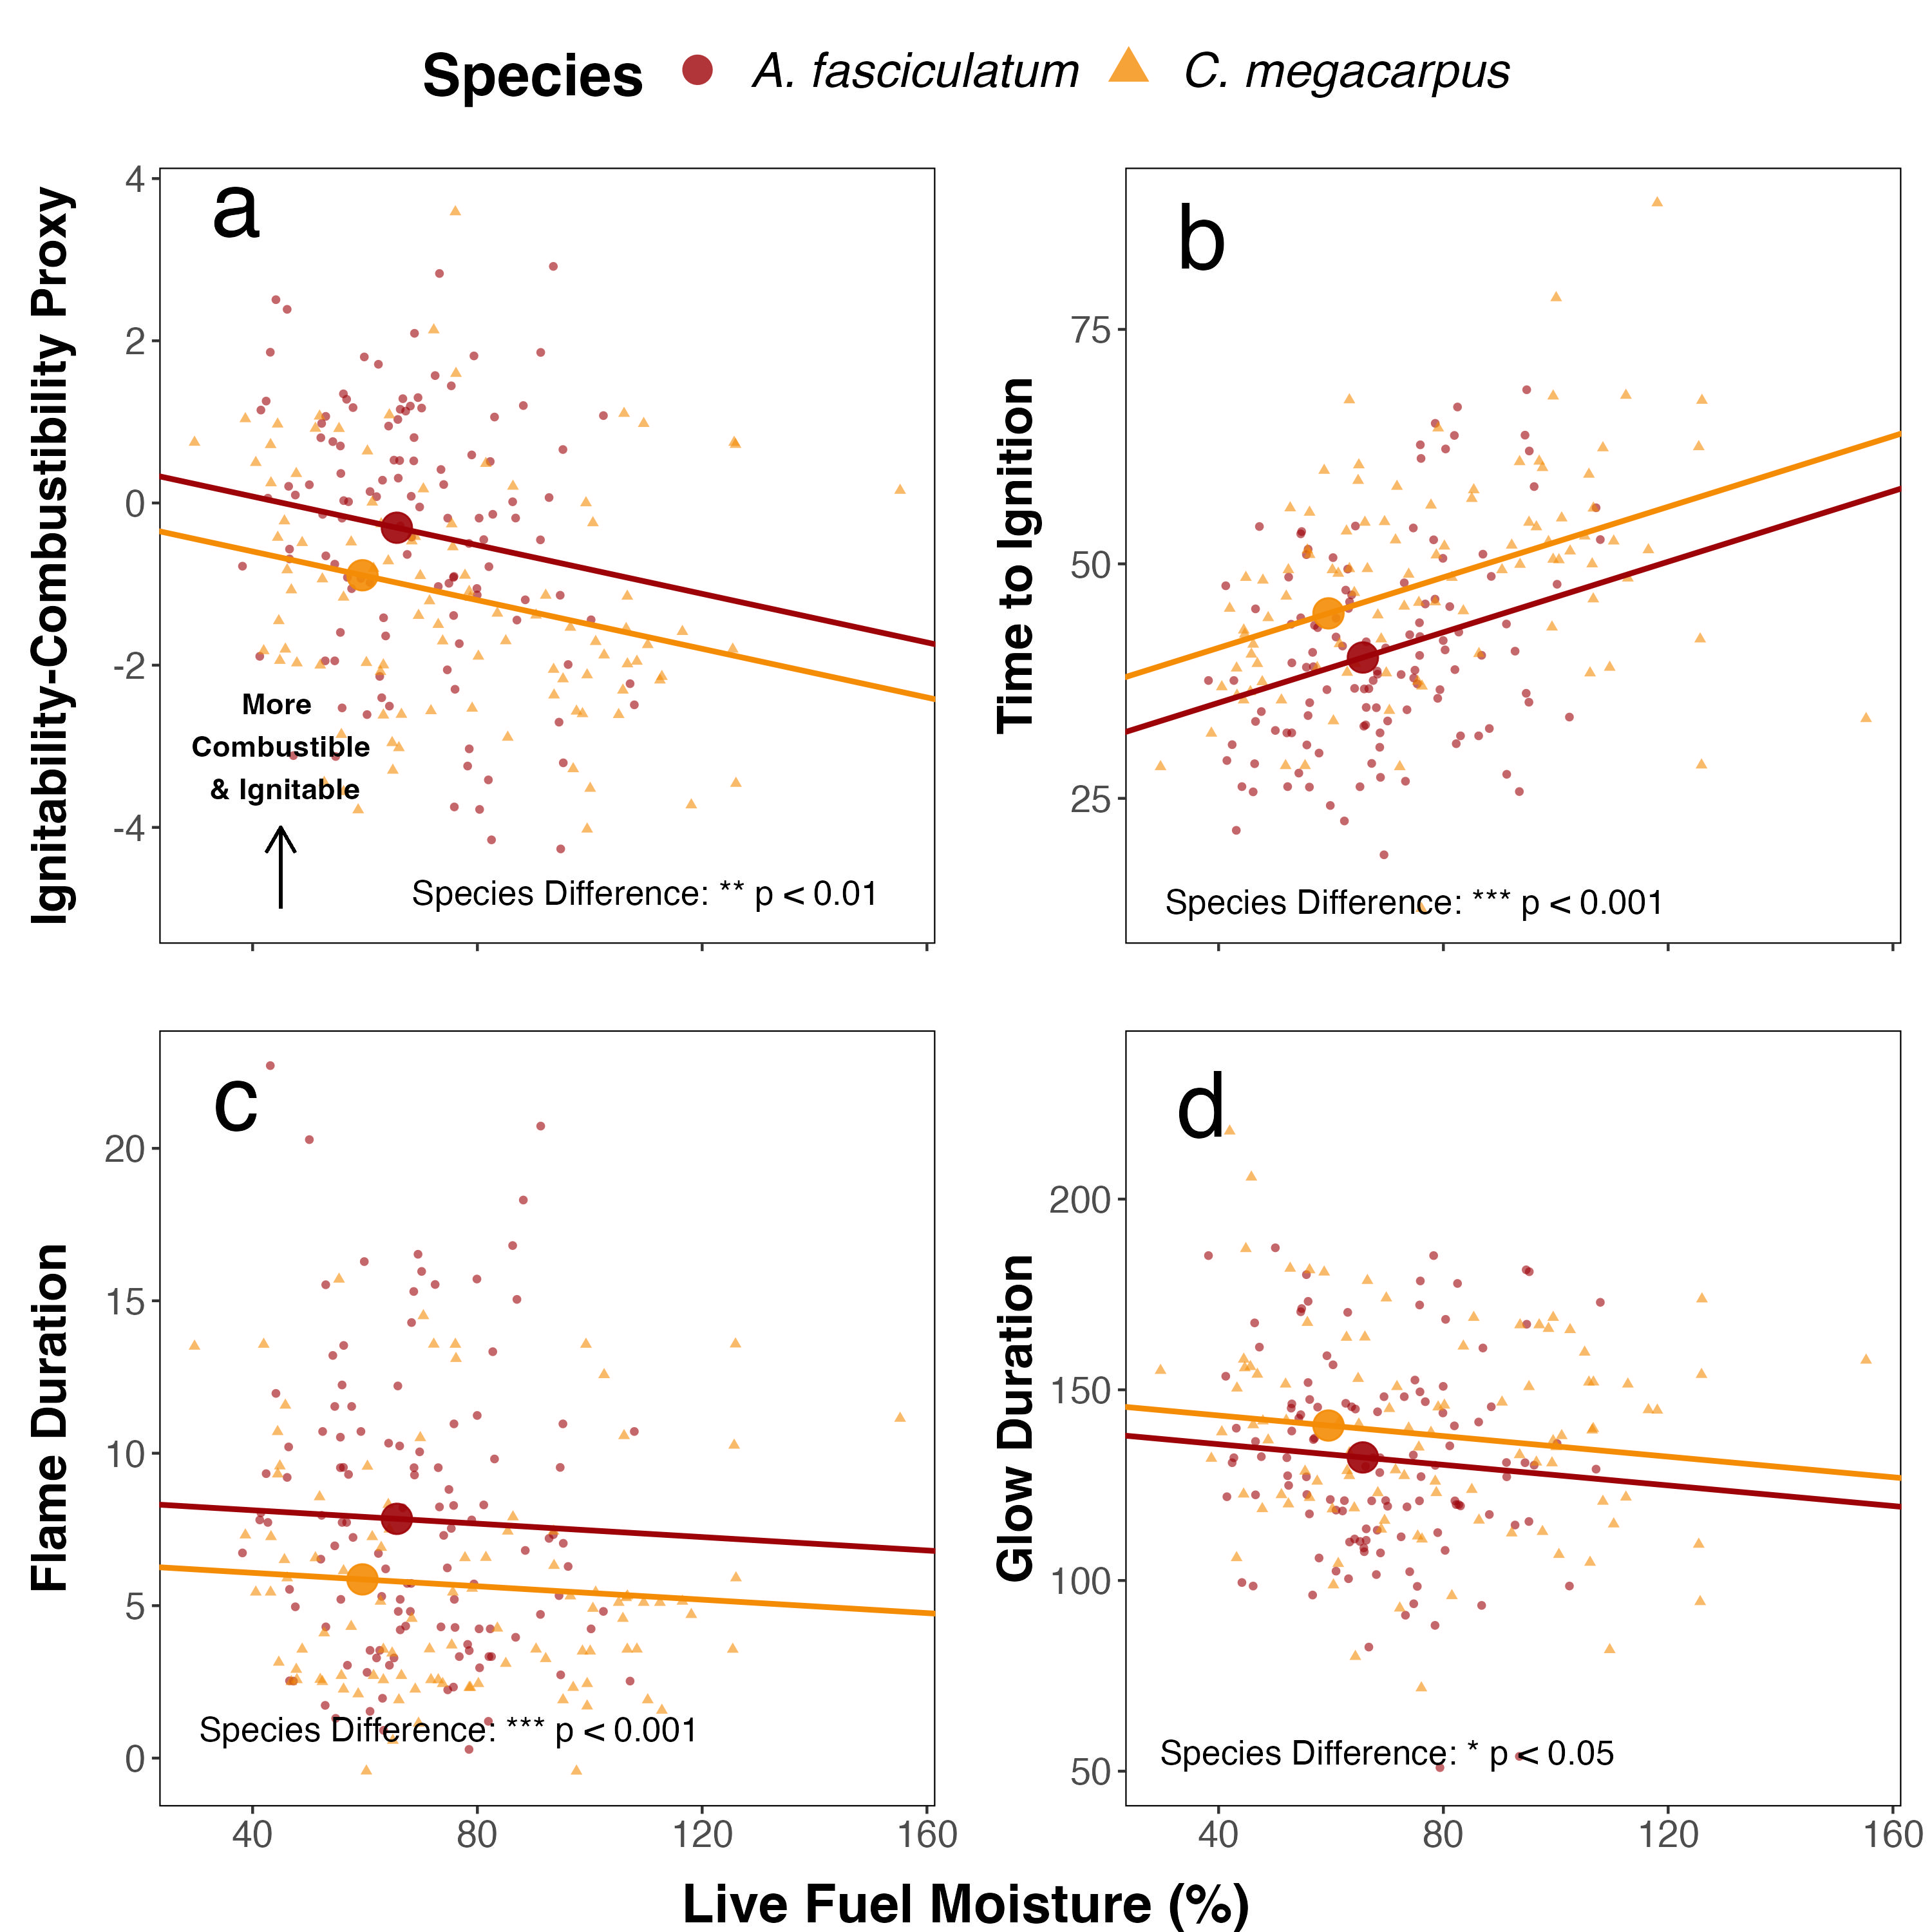 Species A. fasciculatum C. megacarpus
Ignitability-Combustibility Proxy
4
2
0
-2
-4
a
More
Combustible
& Ignitable
Species Difference: ** p < 0.01
Time to Ignition
75
50
25
b
Species Difference: *** p < 0.001
Flame Duration
20
15
10
5
0
c
Species Difference: *** p < 0.001
40 80 120 160
Glow Duration
200
150
100
50
d
Species Difference: * p < 0.05
40 80 120 160
Live Fuel Moisture (%)